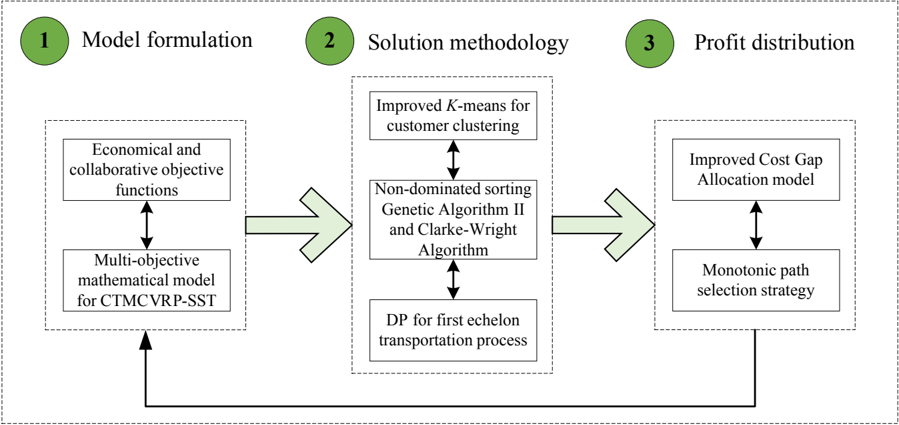 1 Model formulation
Economical and
collaborative objective
functions
Multi-objective
mathematical model
for CTMCVRP-SST
2 Solution methodology
Improved K-means for
customer clustering
Non-dominated sorting
Genetic Algorithm II
and Clarke-Wright
Algorithm
DP for first echelon
transportation process
3 Profit distribution
Improved Cost Gap
Allocation model
Monotonic path
selection strategy